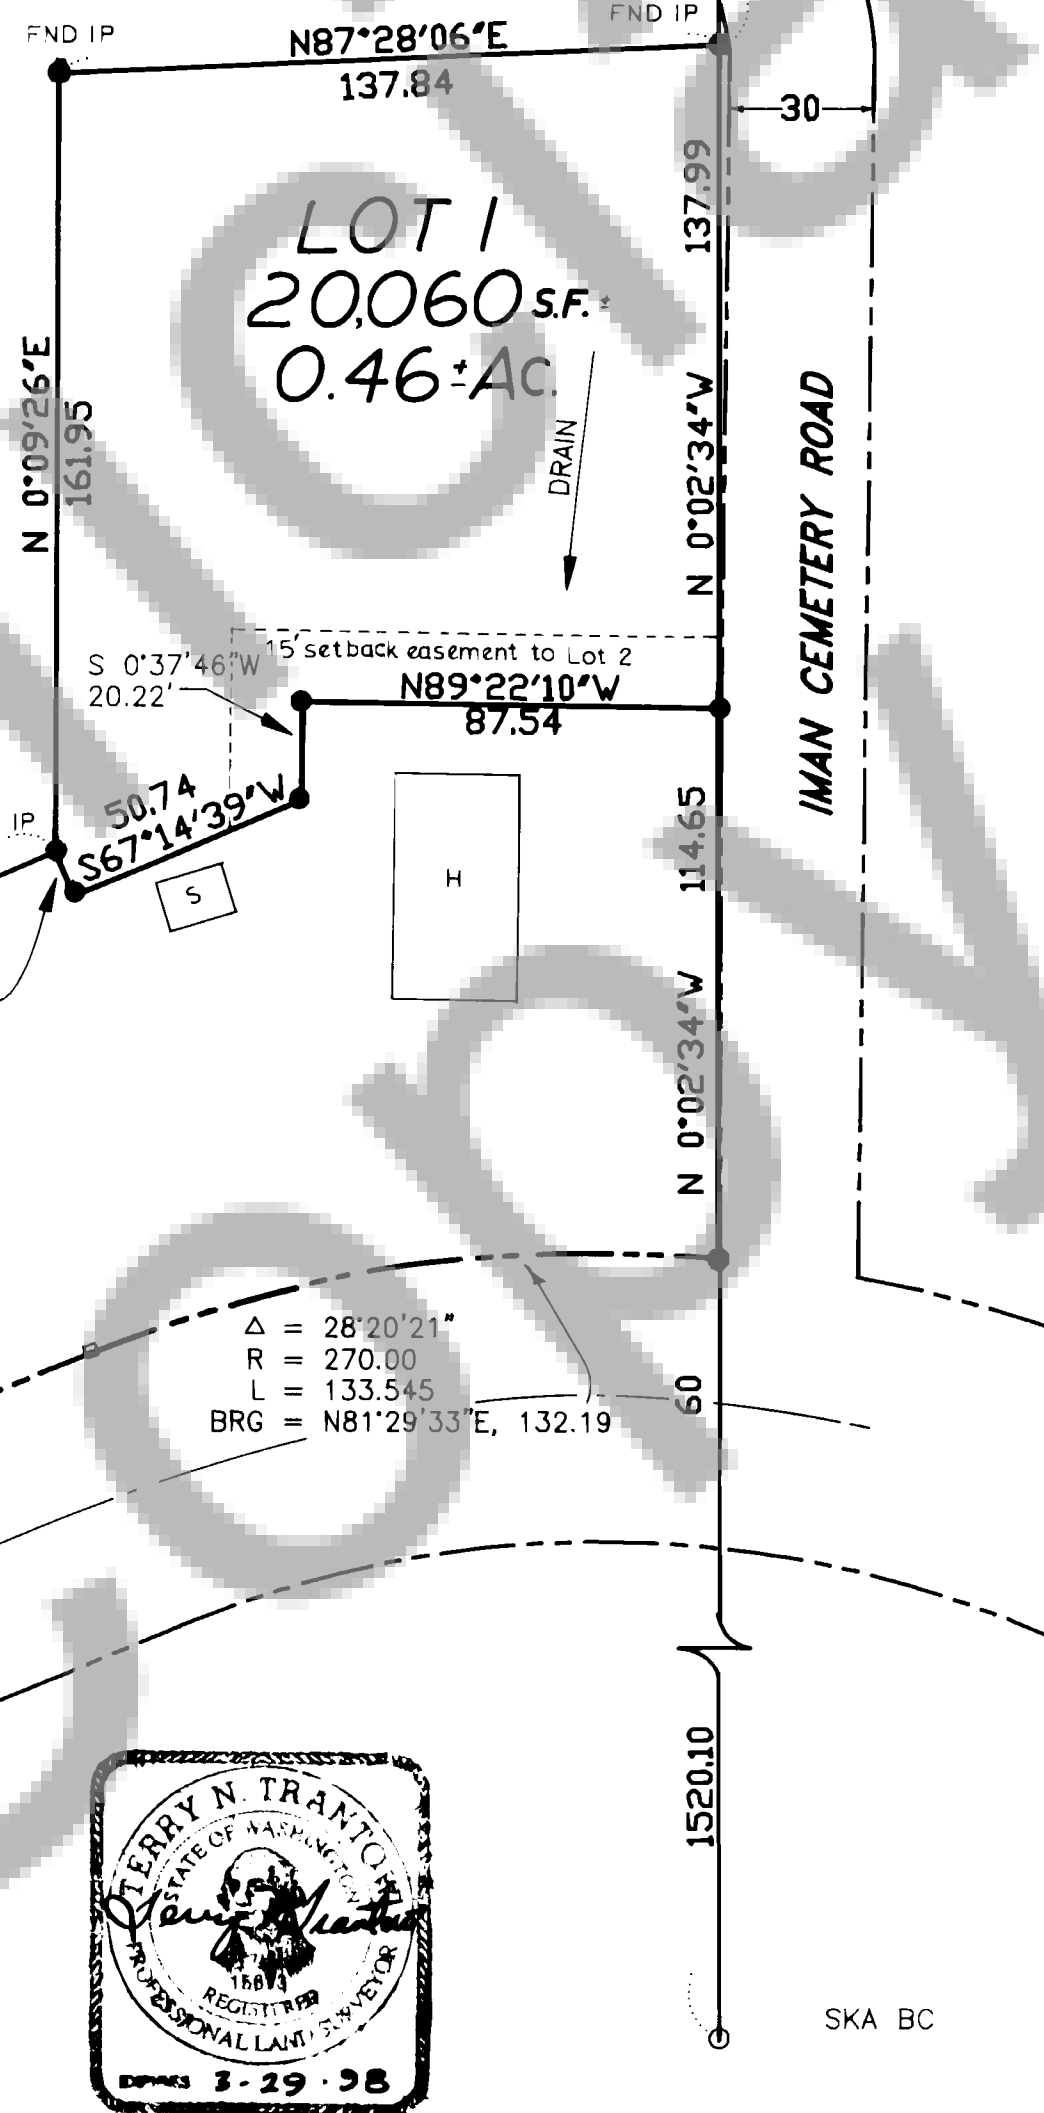 FND IP
FND IP
N87°28'06"E
137.84
30
137.99
LOT 1
20,060 S.F. ±
0.46 ± AC.
N 0°09'26"E
161.95
DRAIN
N 0°02'34"W
IMAN CEMETERY ROAD
15' setback easement to Lot 2
S 0°37'46"W
20.22'
N89°22'10"W
87.54
50.74
S67°14'39"W
IP
S
H
114.65
N 0°02'34"W
Δ = 28°20'21"
R = 270.00
L = 133.545
BRG = N81°29'33"E, 132.19
60
1520.10
TERRY N. TRANTOW
STATE OF WASHINGTON
REGISTERED
PROFESSIONAL LAND SURVEYOR
EXPIRES 3-29-98
SKA BC